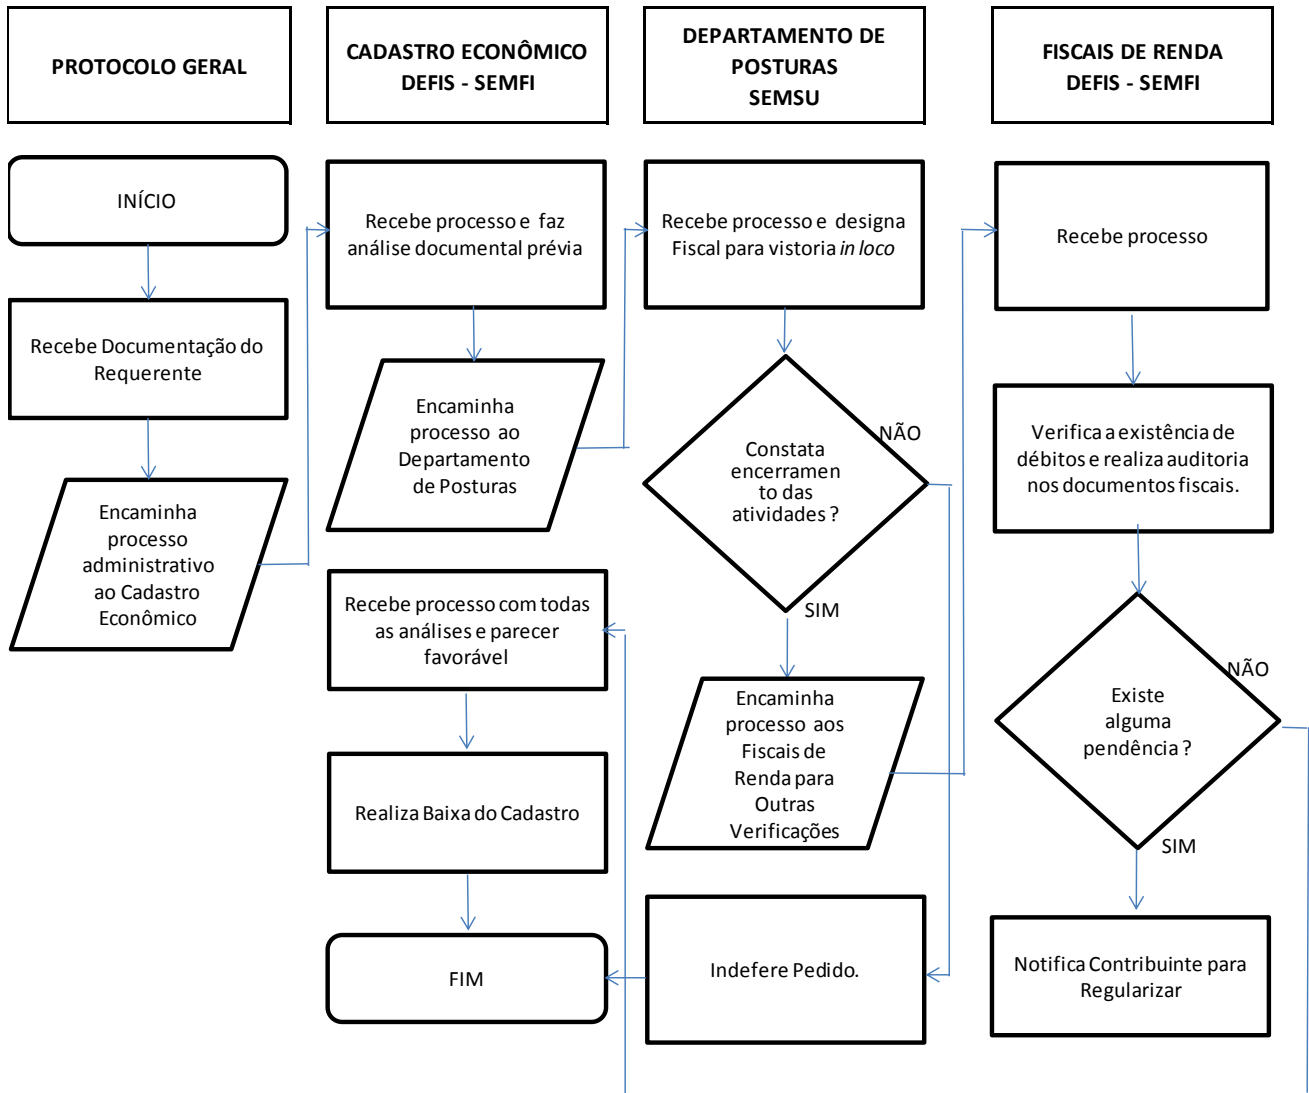 PROTOCOLO GERAL
CADASTRO ECONÔMICO
DEFIS - SEMFI
DEPARTAMENTO DE
POSTURAS
SEMSU
FISCAIS DE RENDA
DEFIS - SEMFI
INÍCIO
Recebe Documentação do
Requerente
Encaminha
processo
administrativo
ao Cadastro
Econômico
Recebe processo e faz
análise documental prévia
Encaminha
processo ao
Departamento
de Posturas
Recebe processo com todas
as análises e parecer
favorável
Realiza Baixa do Cadastro
FIM
Recebe processo e designa
Fiscal para vistoria in loco
Constata
encerramen
to das
atividades ?
NÃO
SIM
Encaminha
processo aos
Fiscais de
Renda para
Outras
Verificações
Indefere Pedido.
Recebe processo
Verifica a existência de
débitos e realiza auditoria
nos documentos fiscais.
Existe
alguma
pendência ?
NÃO
SIM
Notifica Contribuinte para
Regularizar